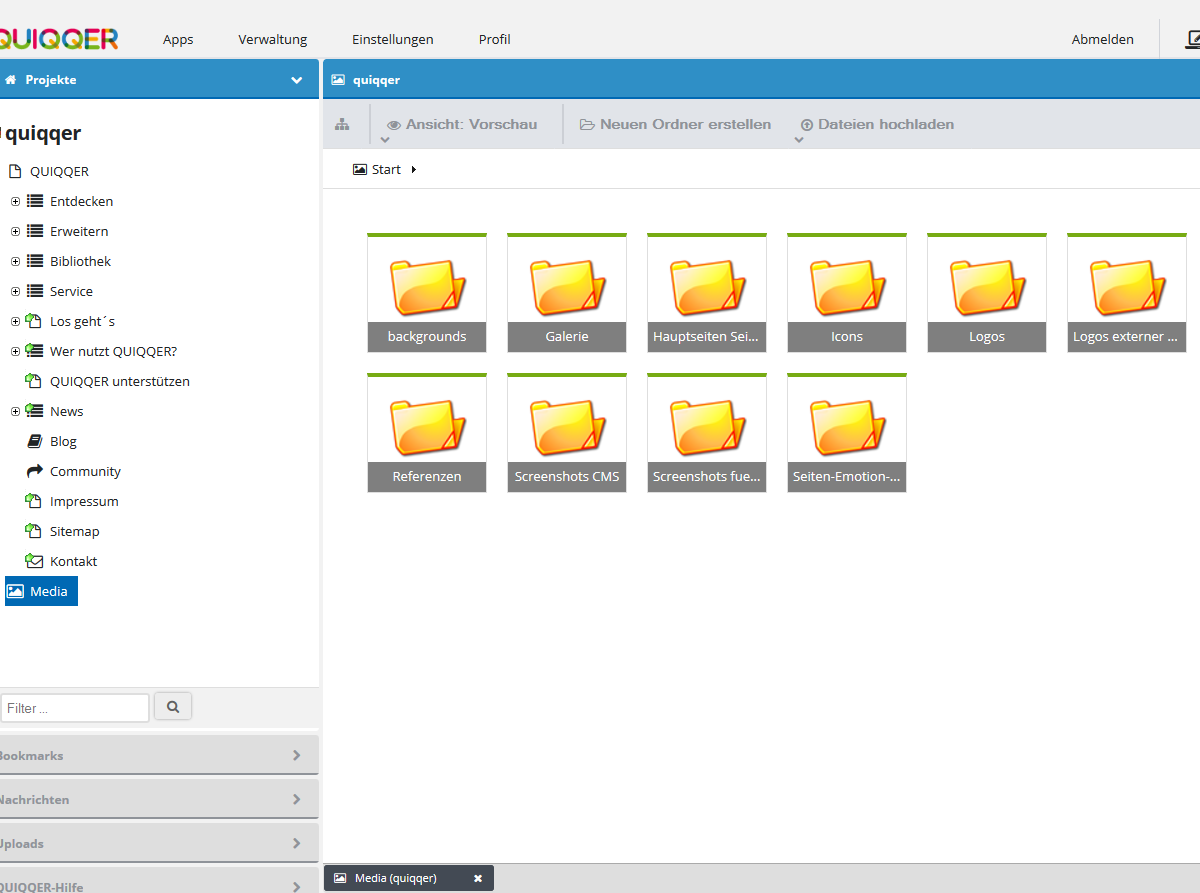 QUIQQER
Apps
Verwaltung
Einstellungen
Profil
Abmelden
Projekte
quiqqer
quiqqer
QUIQQER
Entdecken
Erweitern
Bibliothek
Service
Los geht´s
Wer nutzt QUIQQER?
QUIQQER unterstützen
News
Blog
Community
Impressum
Sitemap
Kontakt
Media
Filter ...
Bookmarks
Nachrichten
Uploads
QUIQQER-Hilfe
Ansicht: Vorschau
Neuen Ordner erstellen
Dateien hochladen
Start
backgrounds
Galerie
Hauptseiten Sei...
Icons
Logos
Logos externer ...
Referenzen
Screenshots CMS
Screenshots fue...
Seiten-Emotion-...
Media (quiqqer)